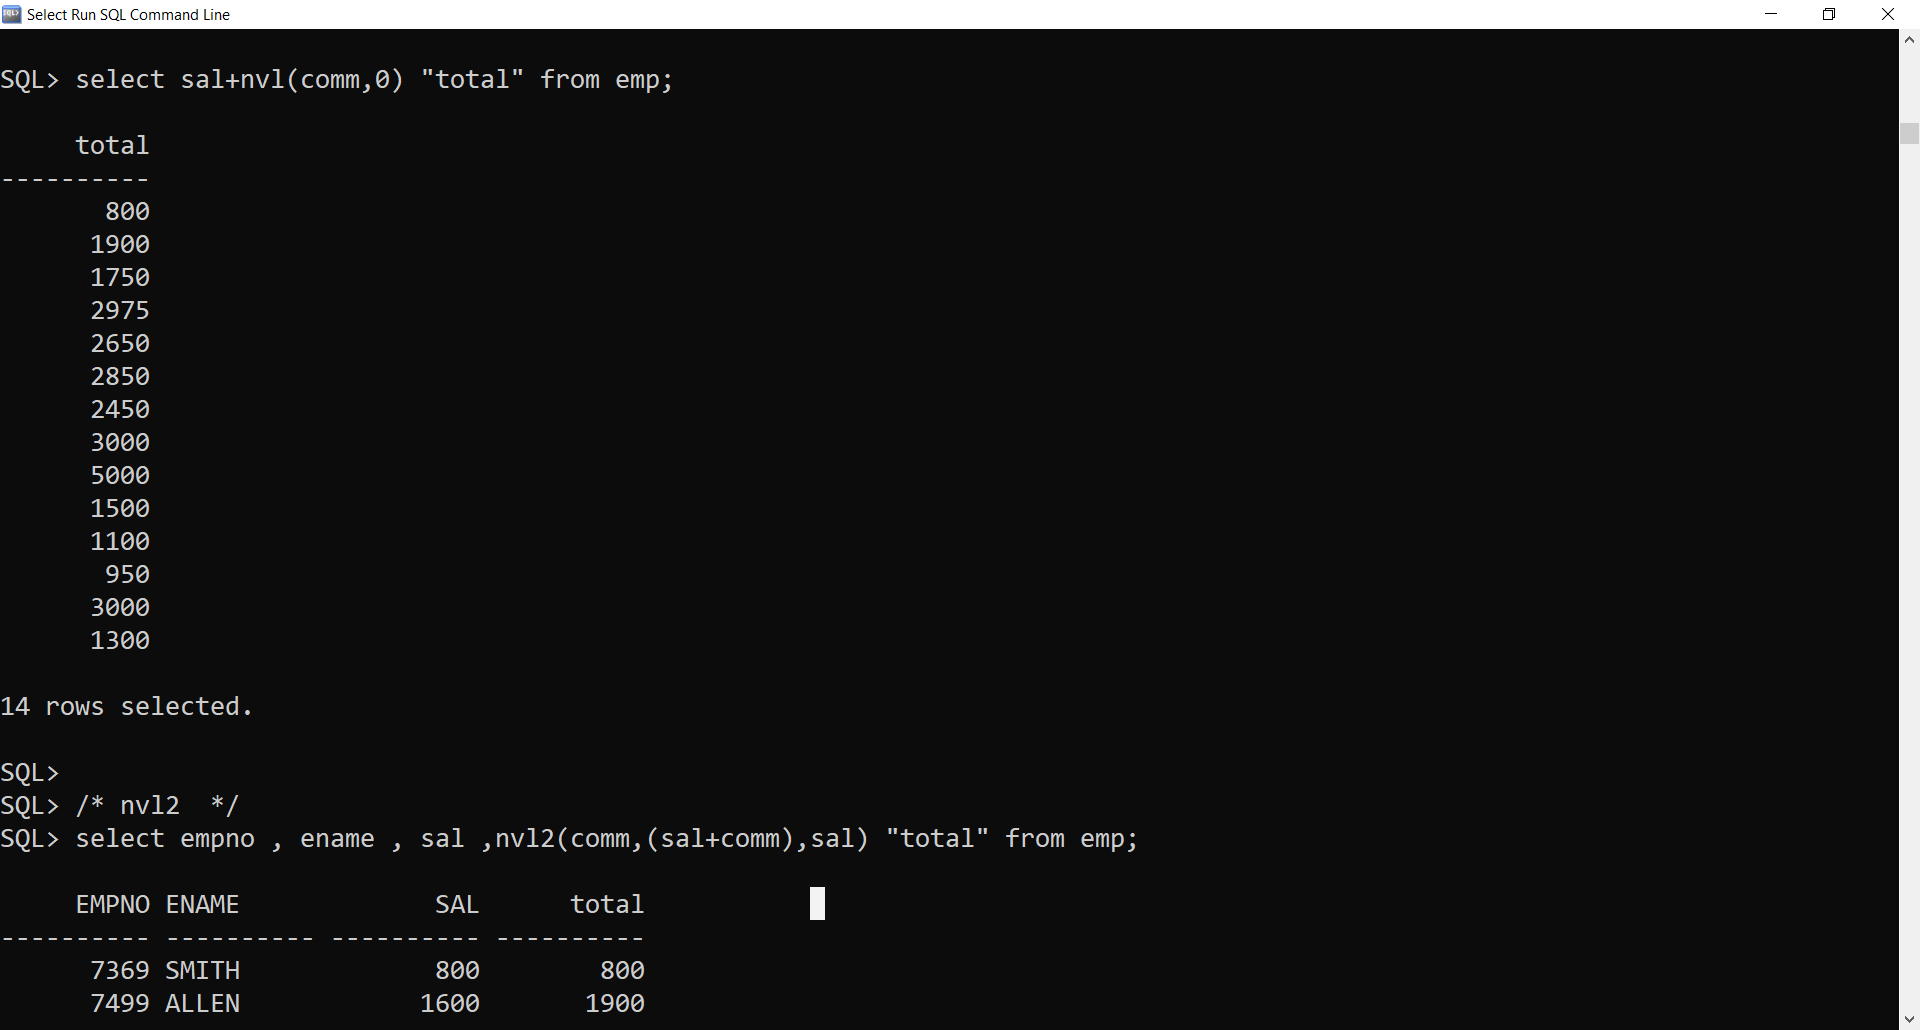 Select Run SQL Command Line
SQL> select sal+nvl(comm,0) "total" from emp;
     total
----------
       800
      1900
      1750
      2975
      2650
      2850
      2450
      3000
      5000
      1500
      1100
       950
      3000
      1300
14 rows selected.
SQL>
SQL> /* nvl2  */
SQL> select empno , ename , sal ,nvl2(comm,(sal+comm),sal) "total" from emp;
     EMPNO ENAME             SAL      total
---------- ---------- ---------- ----------
      7369 SMITH             800        800
      7499 ALLEN            1600       1900